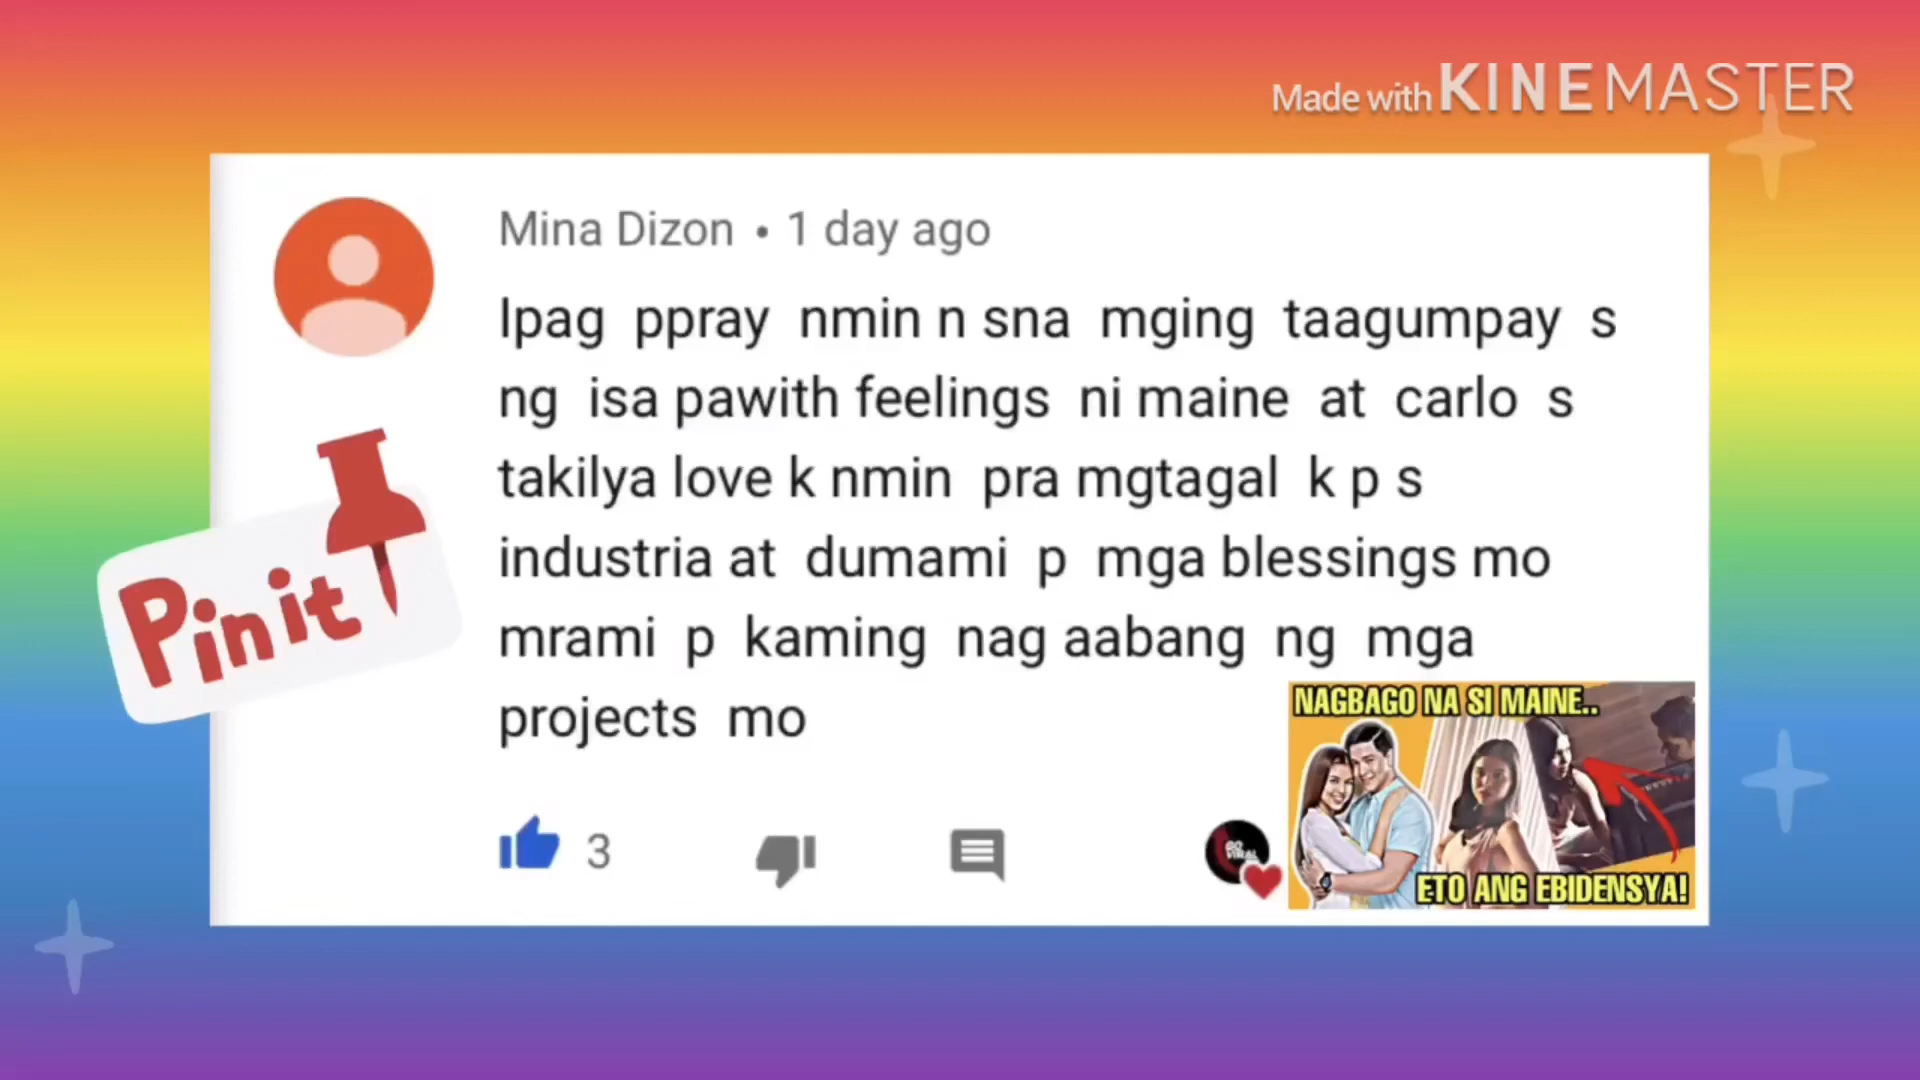 Made with KINEMASTER
Mina Dizon • 1 day ago
Ipag ppray nmin n sna mging taagumpay s
ng isa pawith feelings ni maine at carlo s
takilya love k nmin pra mgtagal k p s
industria at dumami p mga blessings mo
mrami p kaming nag aabang ng mga
projects mo
Pin it
3
GO
VIRAL
NAGBAGO NA SI MAINE..
ETO ANG EBIDENSYA!